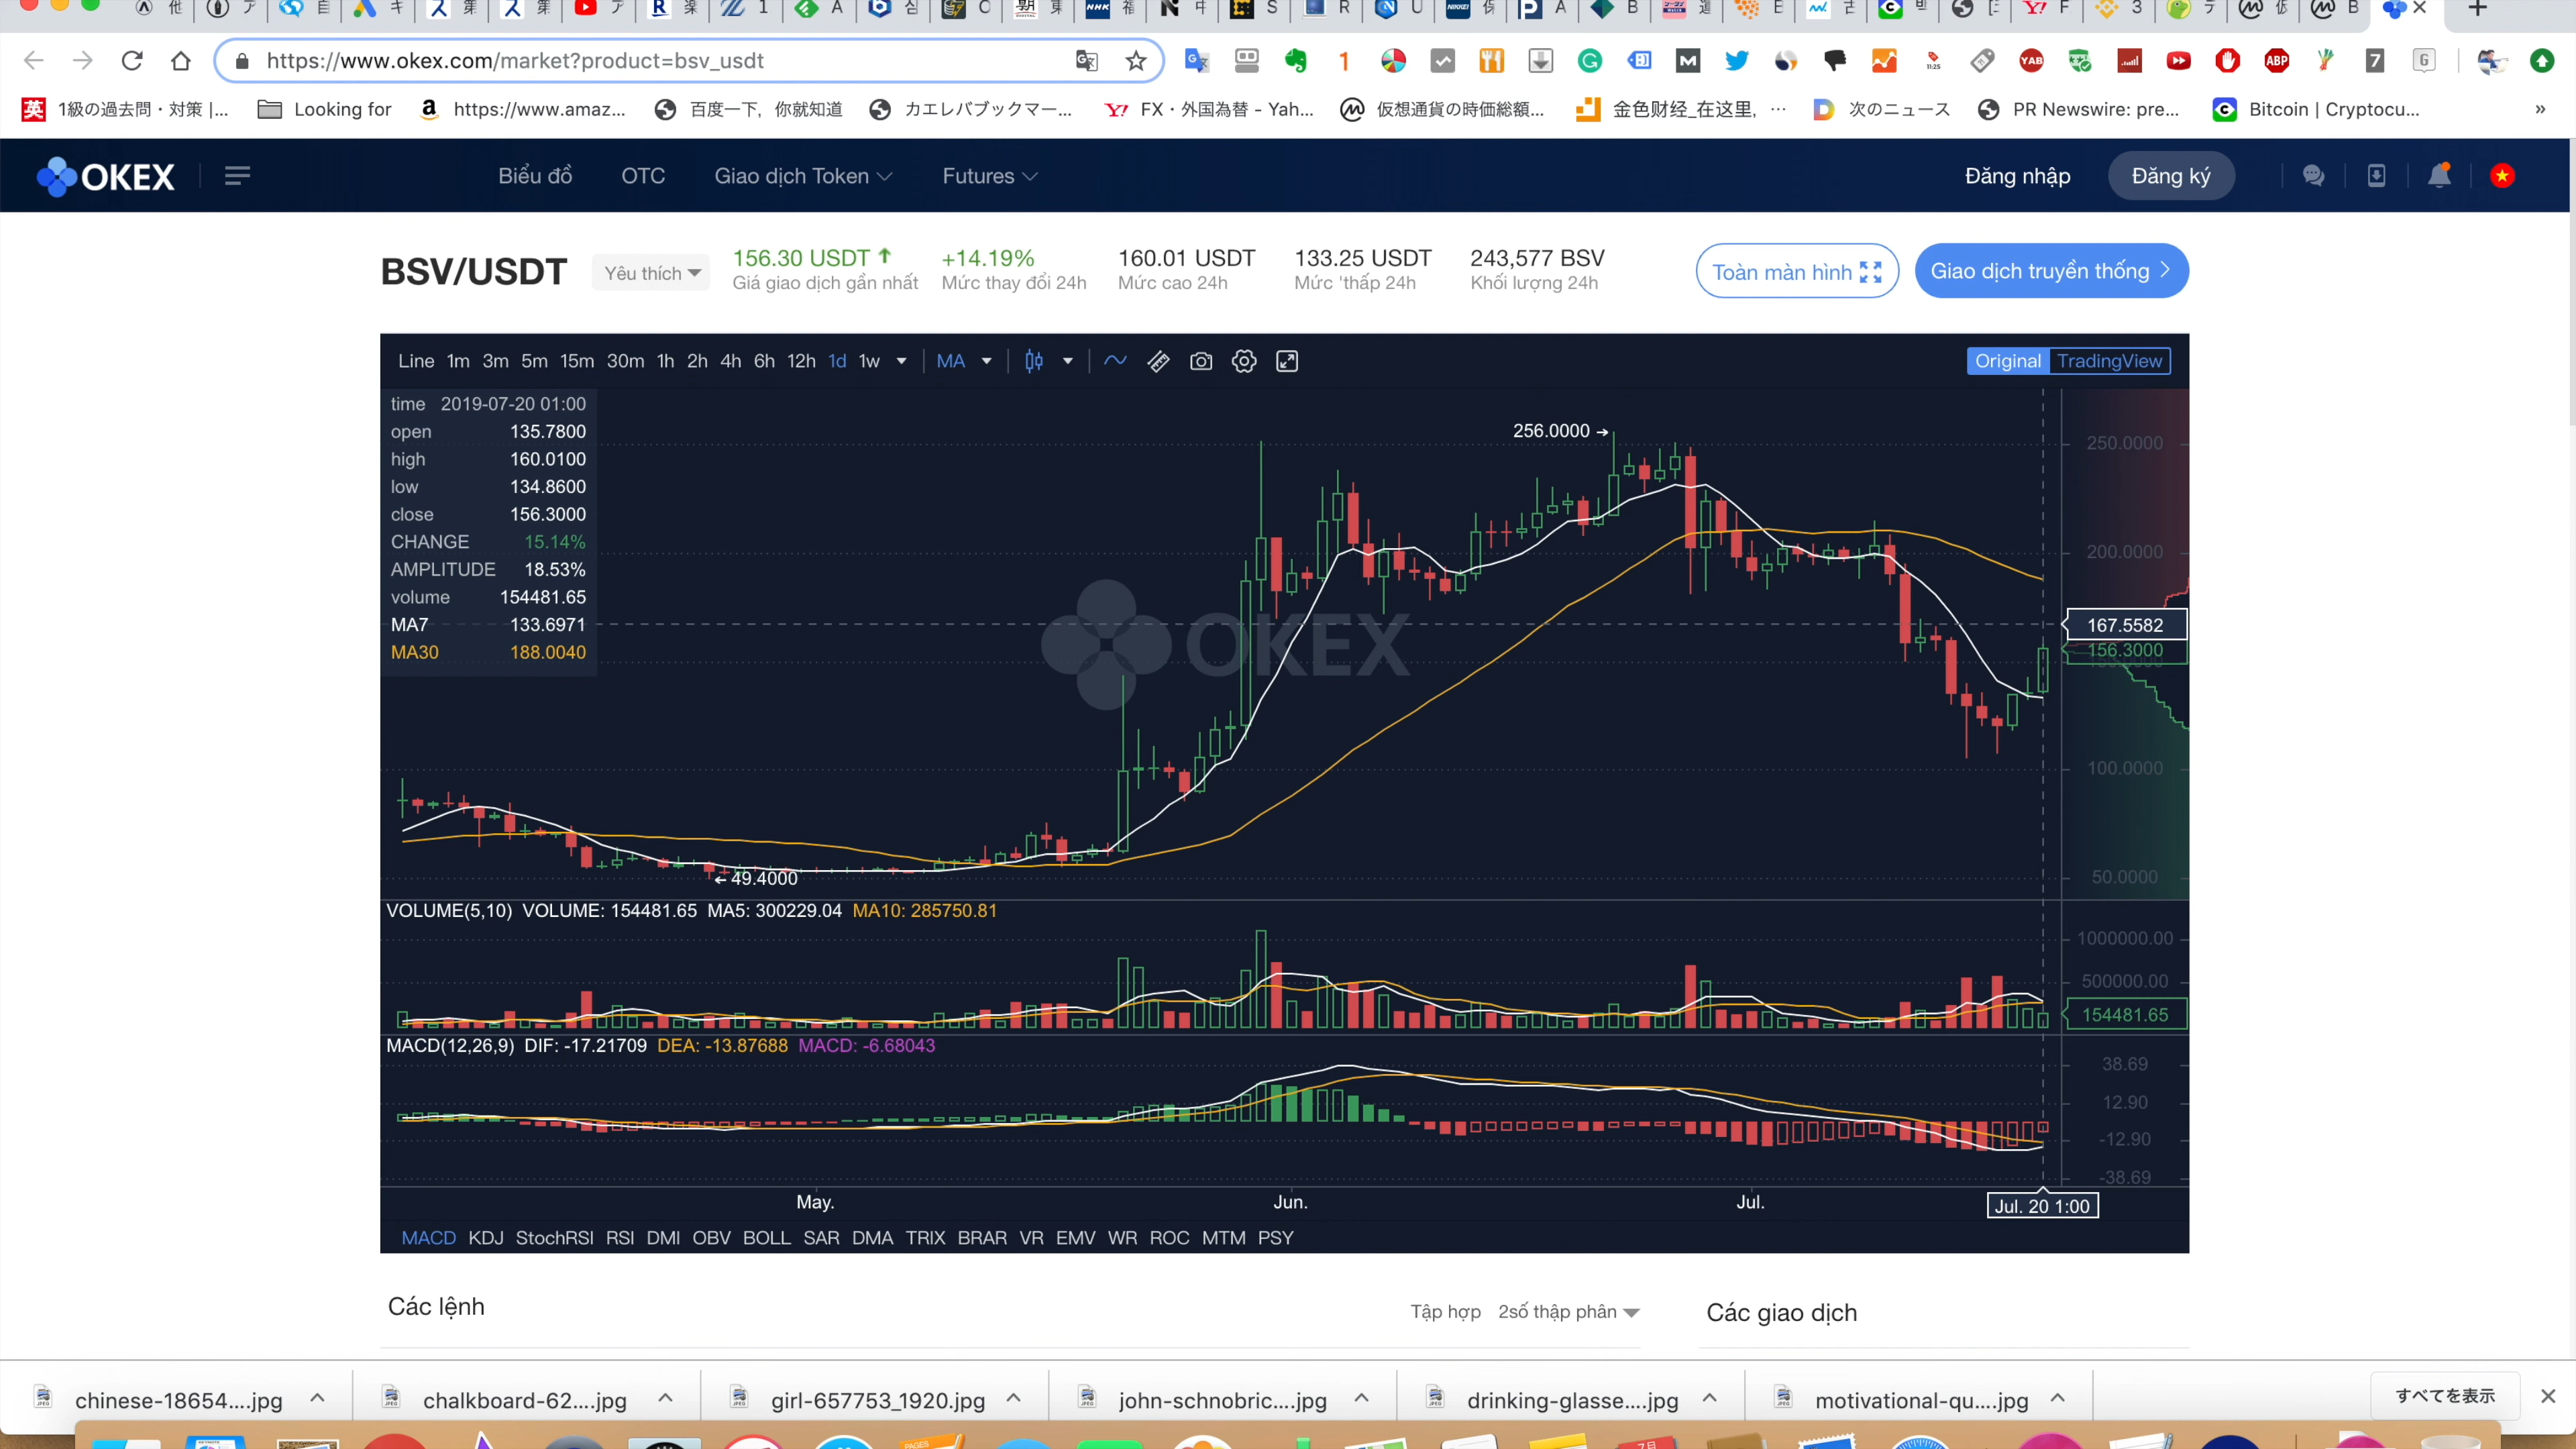 https://www.okex.com/market?product=bsv_usdt
1級の過去問・対策 |... Looking for https://www.amaz... 百度一下，你就知道 カエレバブックマー... FX・外国為替 - Yah... 仮想通貨の時価総額... 金色财经_在这里，... 次のニュース PR Newswire: pre... Bitcoin | Cryptocu... »
OKEX Biểu đồ OTC Giao dịch Token Futures Đăng nhập Đăng ký
BSV/USDT Yêu thích 156.30 USDT +14.19% 160.01 USDT 133.25 USDT 243,577 BSV Toàn màn hình Giao dịch truyền thống
Giá giao dịch gần nhất Mức thay đổi 24h Mức cao 24h Mức 'thấp 24h Khối lượng 24h
Line 1m 3m 5m 15m 30m 1h 2h 4h 6h 12h 1d 1w MA Original TradingView
time 2019-07-20 01:00
open 135.7800
high 160.0100
low 134.8600
close 156.3000
CHANGE 15.14%
AMPLITUDE 18.53%
volume 154481.65
MA7 133.6971
MA30 188.0040
256.0000
250.0000
200.0000
OKEX
167.5582
156.3000
100.0000
49.4000
50.0000
VOLUME(5,10) VOLUME: 154481.65 MA5: 300229.04 MA10: 285750.81
1000000.00
500000.00
154481.65
MACD(12,26,9) DIF: -17.21709 DEA: -13.87688 MACD: -6.68043
38.69
12.90
-12.90
-38.69
May. Jun. Jul. Jul. 20 1:00
MACD KDJ StochRSI RSI DMI OBV BOLL SAR DMA TRIX BRAR VR EMV WR ROC MTM PSY
Các lệnh Tập hợp 2số thập phân Các giao dịch
chinese-18654....jpg chalkboard-62....jpg girl-657753_1920.jpg john-schnobric....jpg drinking-glasse....jpg motivational-qu....jpg すべてを表示